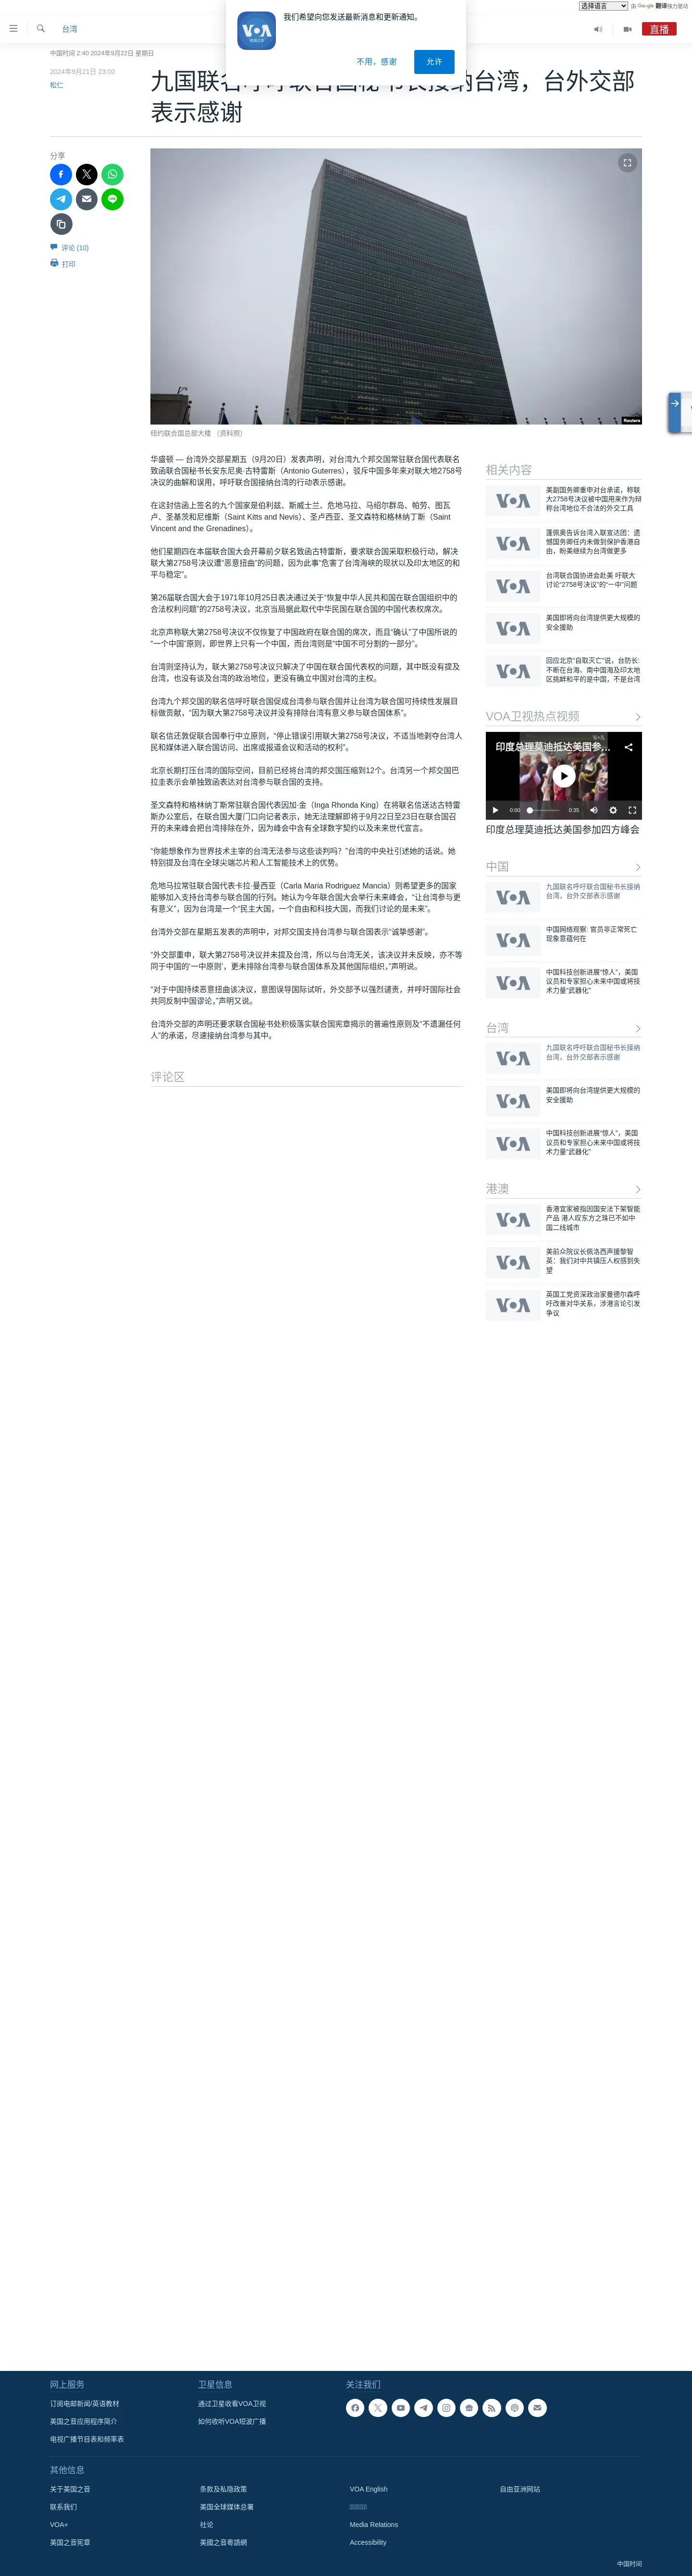 选择语言
由 Google 翻譯强力驱动
我们希望向您发送最新消息和更新通知。
不用，感谢
允许
VOA
台湾
直播
中国时间 2:40 2024年9月22日 星期日
2024年9月21日 23:00
松仁
九国联名呼吁联合国秘书长接纳台湾，台外交部
表示感谢
分享
评论 (10)
打印
Reuters
纽约联合国总部大楼 （资料照）
华盛顿 — 台湾外交部星期五（9月20日）发表声明，对台湾九个邦交国常驻联合国代表联名
致函联合国秘书长安东尼奥·古特雷斯（Antonio Guterres），驳斥中国多年来对联大地2758号
决议的曲解和误用，呼吁联合国接纳台湾的行动表示感谢。
在这封信函上签名的九个国家是伯利兹、斯威士兰、危地马拉、马绍尔群岛、帕劳、图瓦
卢、圣基茨和尼维斯（Saint Kitts and Nevis）、圣卢西亚、圣文森特和格林纳丁斯（Saint
Vincent and the Grenadines）。
他们星期四在本届联合国大会开幕前夕联名致函古特雷斯，要求联合国采取积极行动，解决
联大第2758号决议遭“恶意扭曲”的问题，因为此事“危害了台湾海峡的现状以及印太地区的和
平与稳定”。
第26届联合国大会于1971年10月25日表决通过关于“恢复中华人民共和国在联合国组织中的
合法权利问题”的2758号决议，北京当局据此取代中华民国在联合国的中国代表权席次。
北京声称联大第2758号决议不仅恢复了中国政府在联合国的席次，而且“确认”了中国所说的
“一个中国”原则，即世界上只有一个中国，而台湾则是“中国不可分割的一部分”。
台湾则坚持认为，联大第2758号决议只解决了中国在联合国代表权的问题，其中既没有提及
台湾，也没有谈及台湾的政治地位，更没有确立中国对台湾的主权。
台湾九个邦交国的联名信呼吁联合国促成台湾参与联合国并让台湾为联合国可持续性发展目
标做贡献，“因为联大第2758号决议并没有排除台湾有意义参与联合国体系”。
联名信还敦促联合国奉行中立原则，“停止错误引用联大第2758号决议，不适当地剥夺台湾人
民和媒体进入联合国访问、出席或报道会议和活动的权利”。
北京长期打压台湾的国际空间，目前已经将台湾的邦交国压缩到12个。台湾另一个邦交国巴
拉圭表示会单独致函表达对台湾参与联合国的支持。
圣文森特和格林纳丁斯常驻联合国代表因加·金（Inga Rhonda King）在将联名信送达古特雷
斯办公室后，在联合国大厦门口向记者表示，她无法理解即将于9月22日至23日在联合国召
开的未来峰会把台湾排除在外，因为峰会中含有全球数字契约以及未来世代宣言。
“你能想象作为世界技术主宰的台湾无法参与这些谈判吗？”台湾的中央社引述她的话说。她
特别提及台湾在全球尖端芯片和人工智能技术上的优势。
危地马拉常驻联合国代表卡拉·曼西亚（Carla Maria Rodriguez Mancia）则希望更多的国家
能够加入支持台湾参与联合国的行列。她认为今年联合国大会举行未来峰会，“让台湾参与更
有意义”，因为台湾是一个“民主大国，一个自由和科技大国，而我们讨论的是未来”。
台湾外交部在星期五发表的声明中，对邦交国支持台湾参与联合国表示“诚挚感谢”。
“外交部重申，联大第2758号决议并未提及台湾，所以与台湾无关，该决议并未反映，亦不等
同于中国的‘一中原则’，更未排除台湾参与联合国体系及其他国际组织，”声明说。
“对于中国持续恶意扭曲该决议，意图误导国际试听，外交部予以强烈谴责，并呼吁国际社会
共同反制中国谬论，”声明又说。
台湾外交部的声明还要求联合国秘书处积极落实联合国宪章揭示的普遍性原则及“不遗漏任何
人”的承诺，尽速接纳台湾参与其中。
评论区
相关内容
美副国务卿重申对台承诺，称联
大2758号决议被中国用来作为辩
称台湾地位不合法的外交工具
蓬佩奥告诉台湾入联宣达团：遗
憾国务卿任内未做到保护香港自
由，盼美继续为台湾做更多
台湾联合国协进会赴美 吁联大
讨论“2758号决议”的“一中”问题
美国即将向台湾提供更大规模的
安全援助
回应北京“自取灭亡”说，台防长:
不断在台海、南中国海及印太地
区挑衅和平的是中国，不是台湾
VOA卫视热点视频
印度总理莫迪抵达美国参...
0:00
0:35
印度总理莫迪抵达美国参加四方峰会
中国
九国联名呼吁联合国秘书长接纳
台湾，台外交部表示感谢
中国网络观察: 官员非正常死亡
现象意蕴何在
中国科技创新进展“惊人”，美国
议员和专家担心未来中国或将技
术力量“武器化”
台湾
九国联名呼吁联合国秘书长接纳
台湾，台外交部表示感谢
美国即将向台湾提供更大规模的
安全援助
中国科技创新进展“惊人”，美国
议员和专家担心未来中国或将技
术力量“武器化”
港澳
香港宜家被指因国安法下架智能
产品 港人叹东方之珠已不如中
国二线城市
美前众院议长佩洛西声援黎智
英：我们对中共镇压人权感到失
望
英国工党资深政治家曼德尔森呼
吁改善对华关系，涉港言论引发
争议
网上服务
订阅电邮新闻/英语教材
美国之音应用程序简介
电视广播节目表和频率表
卫星信息
通过卫星收看VOA卫视
如何收听VOA短波广播
关注我们
其他信息
关于美国之音
联系我们
VOA+
美国之音宪章
条款及私隐政策
美国全球媒体总署
社论
美國之音粵語網
VOA English
Media Relations
Accessibility
自由亚洲网站
中国时间